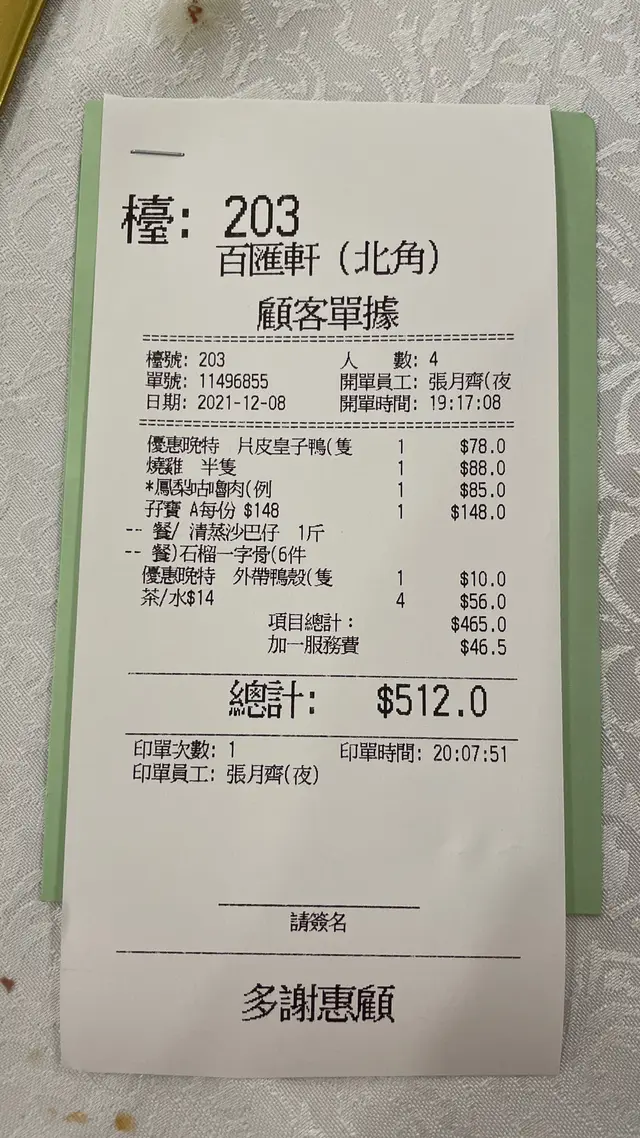 檯: 203
百匯軒（北角）
顧客單據
檯號: 203 人 數: 4
單號: 11496855 開單員工: 張月齊(夜
日期: 2021-12-08 開單時間: 19:17:08
優惠晚特 片皮皇子鴨(隻 1 $78.0
燒雞 半隻 1 $88.0
*鳳梨咕嚕肉(例 1 $85.0
孖寶 A每份 $148 1 $148.0
-- 餐/ 清蒸沙巴仔 1斤
-- 餐)石榴一字骨(6件
優惠晚特 外帶鴨殼(隻 1 $10.0
茶/水$14 4 $56.0
項目總計: $465.0
加一服務費 $46.5
總計: $512.0
印單次數: 1 印單時間: 20:07:51
印單員工: 張月齊(夜)
請簽名
多謝惠顧